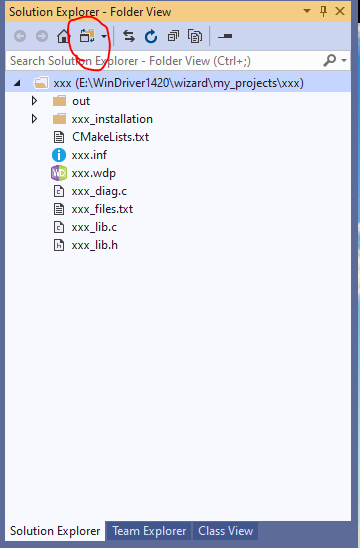 Solution Explorer - Folder View
Search Solution Explorer - Folder View (Ctrl+;)
xxx (E:\WinDriver1420\wizard\my_projects\xxx)
out
xxx_installation
CMakeLists.txt
xxx.inf
WD xxx.wdp
xxx_diag.c
xxx_files.txt
xxx_lib.c
xxx_lib.h
Solution Explorer Team Explorer Class View